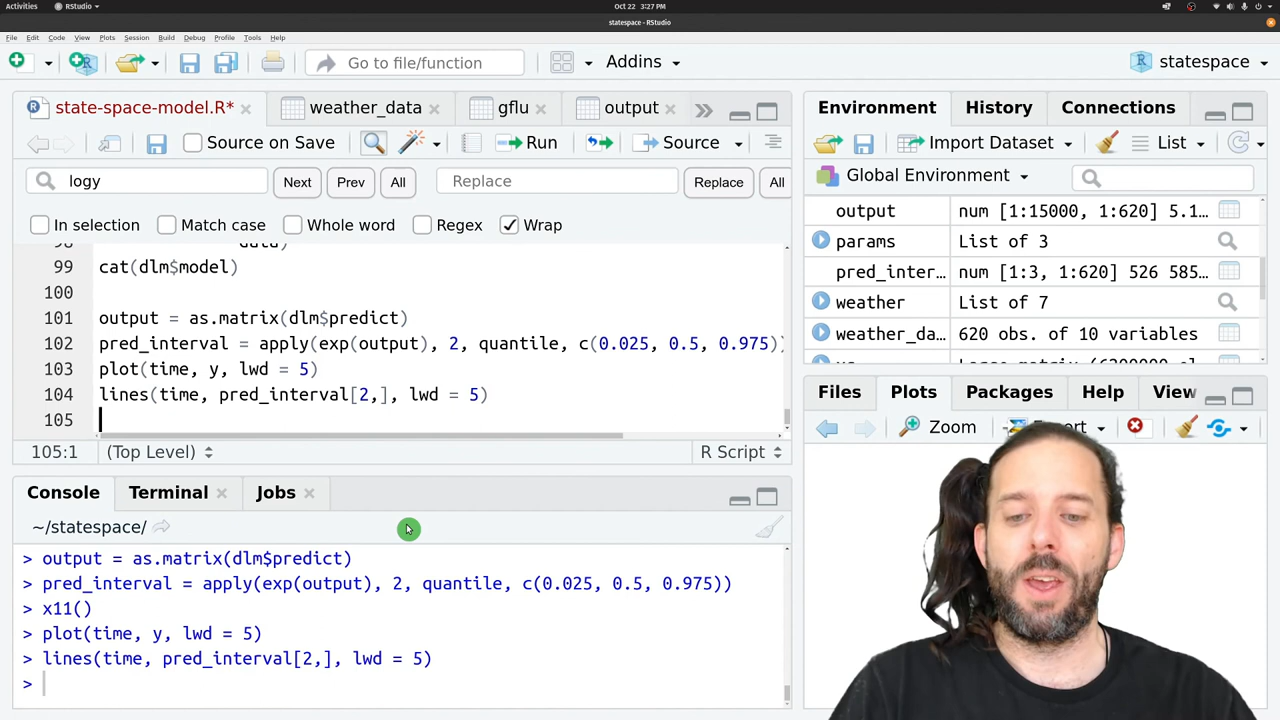 Activities RStudio Oct 22 3:27 PM
statespace - RStudio
File Edit Code View Plots Session Build Debug Profile Tools Help
Go to file/function Addins statespace
state-space-model.R* weather_data gflu output
Source on Save Run Source
logy Next Prev All Replace Replace All
In selection Match case Whole word Regex Wrap
99 cat(dlm$model)
100
101 output = as.matrix(dlm$predict)
102 pred_interval = apply(exp(output), 2, quantile, c(0.025, 0.5, 0.975))
103 plot(time, y, lwd = 5)
104 lines(time, pred_interval[2,], lwd = 5)
105
105:1 (Top Level) R Script
Console Terminal Jobs
~/statespace/
> output = as.matrix(dlm$predict)
> pred_interval = apply(exp(output), 2, quantile, c(0.025, 0.5, 0.975))
> x11()
> plot(time, y, lwd = 5)
> lines(time, pred_interval[2,], lwd = 5)
>
Environment History Connections
Import Dataset List
Global Environment
output num [1:15000, 1:620] 5.1...
params List of 3
pred_inter... num [1:3, 1:620] 526 585...
weather List of 7
weather_da... 620 obs. of 10 variables
Files Plots Packages Help View
Zoom